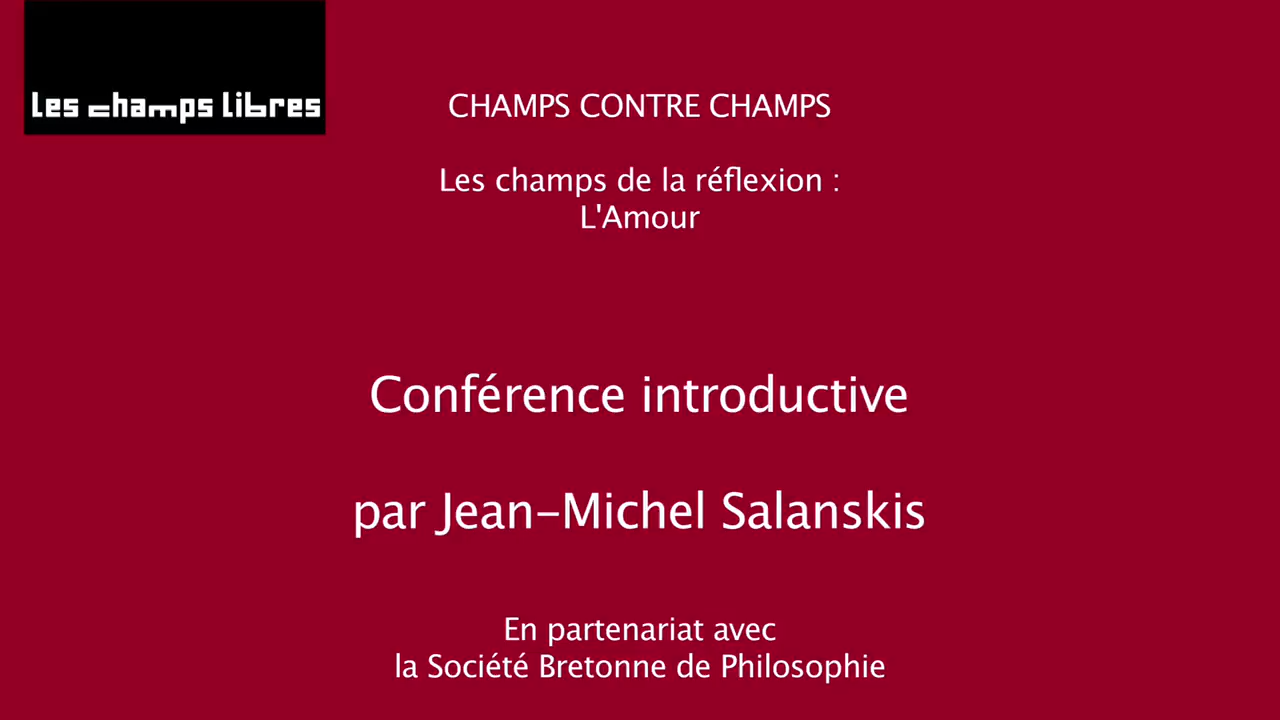 les champs libres
CHAMPS CONTRE CHAMPS
Les champs de la réflexion :
L'Amour
Conférence introductive
par Jean-Michel Salanskis
En partenariat avec
la Société Bretonne de Philosophie